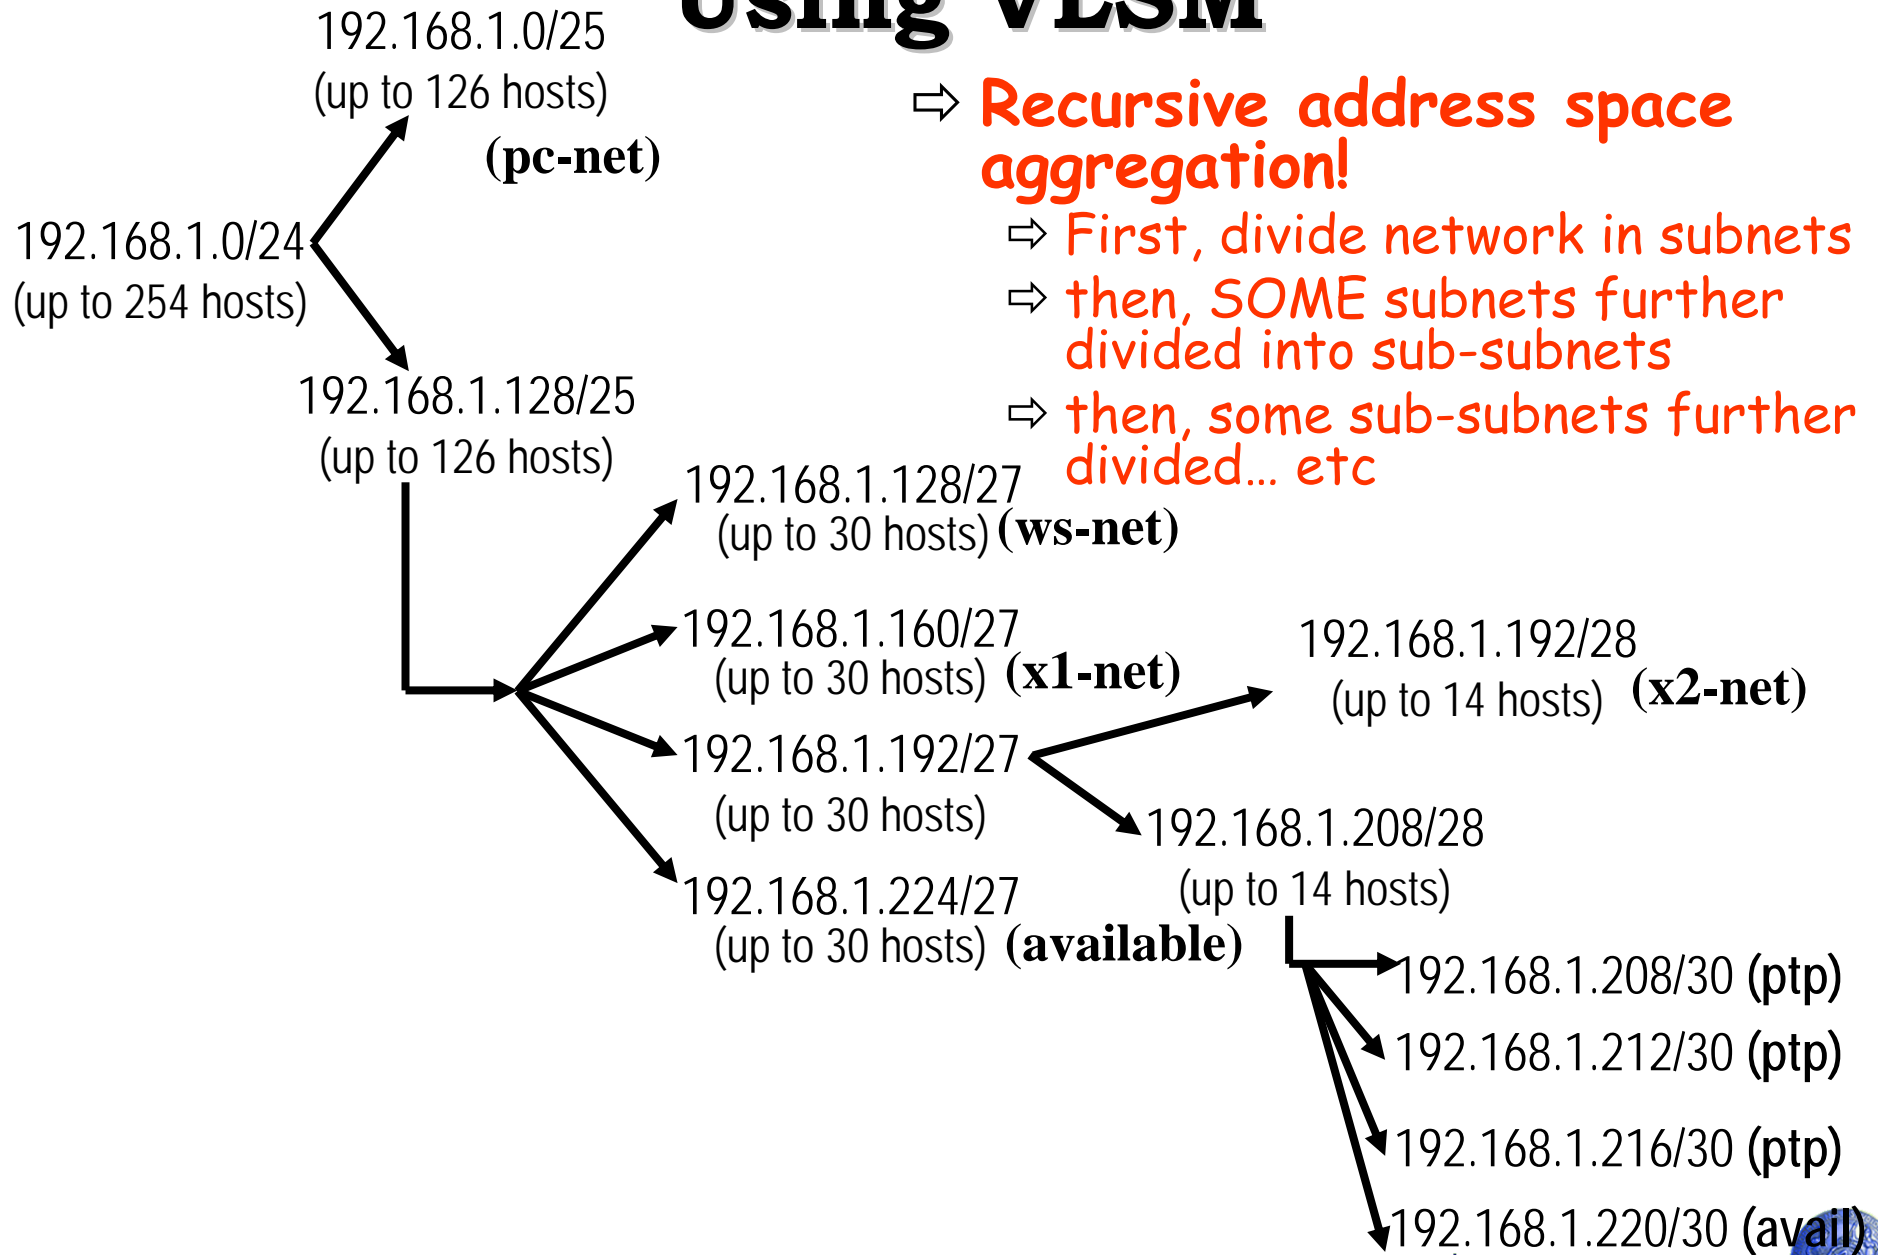 Using VLSM
192.168.1.0/25
(up to 126 hosts)
(pc-net)
192.168.1.0/24
(up to 254 hosts)
192.168.1.128/25
(up to 126 hosts)
⇨ Recursive address space
aggregation!
⇨ First, divide network in subnets
⇨ then, SOME subnets further
divided into sub-subnets
⇨ then, some sub-subnets further
divided... etc
192.168.1.128/27
(up to 30 hosts) (ws-net)
192.168.1.160/27
(up to 30 hosts) (x1-net)
192.168.1.192/27
(up to 30 hosts)
192.168.1.224/27
(up to 30 hosts) (available)
192.168.1.192/28
(up to 14 hosts) (x2-net)
192.168.1.208/28
(up to 14 hosts)
192.168.1.208/30 (ptp)
192.168.1.212/30 (ptp)
192.168.1.216/30 (ptp)
192.168.1.220/30 (avail)